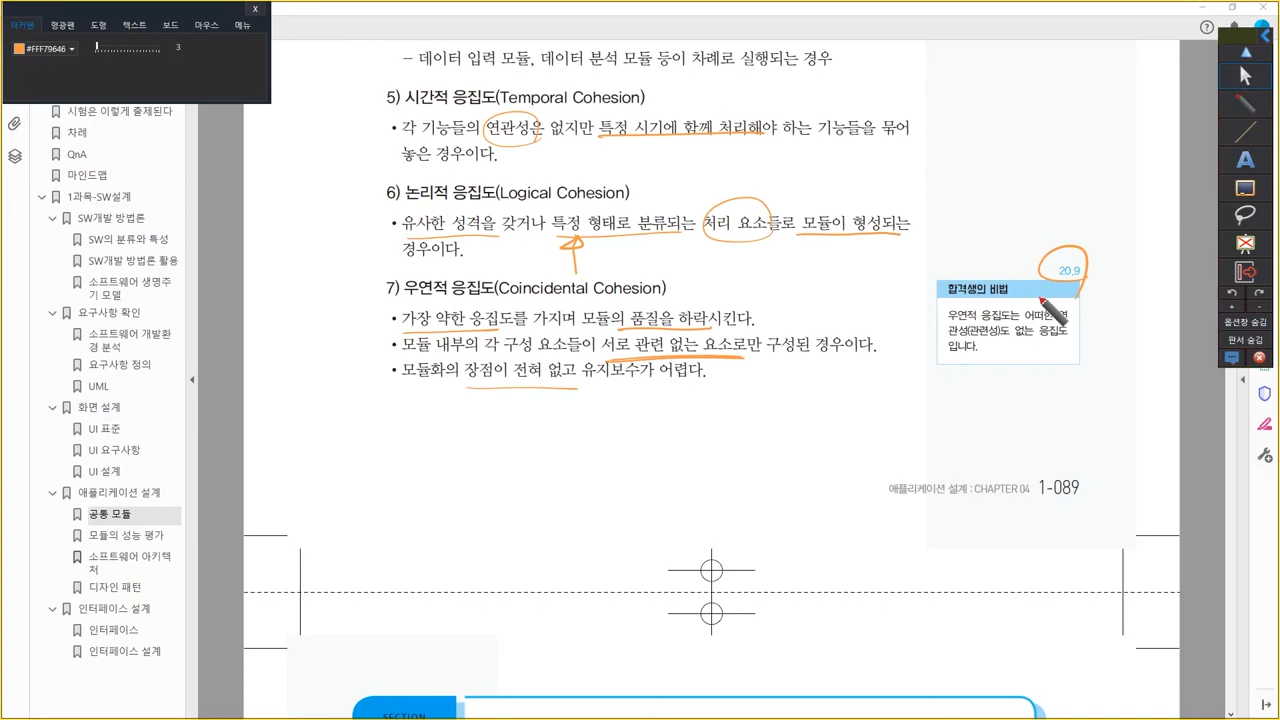 X
마커펜 형광펜 도형 텍스트 보드 마우스 메뉴
#FFF79646 3
시험은 이렇게 출제된다
차례
QnA
마인드맵
1과목-SW설계
SW개발 방법론
SW의 분류와 특성
SW개발 방법론 활용
소프트웨어 생명주
기 모델
요구사항 확인
소프트웨어 개발환
경 분석
요구사항 정의
UML
화면 설계
UI 표준
UI 요구사항
UI 설계
애플리케이션 설계
공통 모듈
모듈의 성능 평가
소프트웨어 아키텍
처
디자인 패턴
인터페이스 설계
인터페이스
인터페이스 설계
– 데이터 입력 모듈, 데이터 분석 모듈 등이 차례로 실행되는 경우
5) 시간적 응집도(Temporal Cohesion)
• 각 기능들의 연관성은 없지만 특정 시기에 함께 처리해야 하는 기능들을 묶어
놓은 경우이다.
6) 논리적 응집도(Logical Cohesion)
• 유사한 성격을 갖거나 특정 형태로 분류되는 처리 요소들로 모듈이 형성되는
경우이다.
7) 우연적 응집도(Coincidental Cohesion)
• 가장 약한 응집도를 가지며 모듈의 품질을 하락시킨다.
• 모듈 내부의 각 구성 요소들이 서로 관련 없는 요소로만 구성된 경우이다.
• 모듈화의 장점이 전혀 없고 유지보수가 어렵다.
20,9
합격생의 비법
우연적 응집도는 어떠한 연
관성(관련성)도 없는 응집도
입니다.
애플리케이션 설계 : CHAPTER 04 1-089
SECTION
옵션창 숨김
판서 숨김